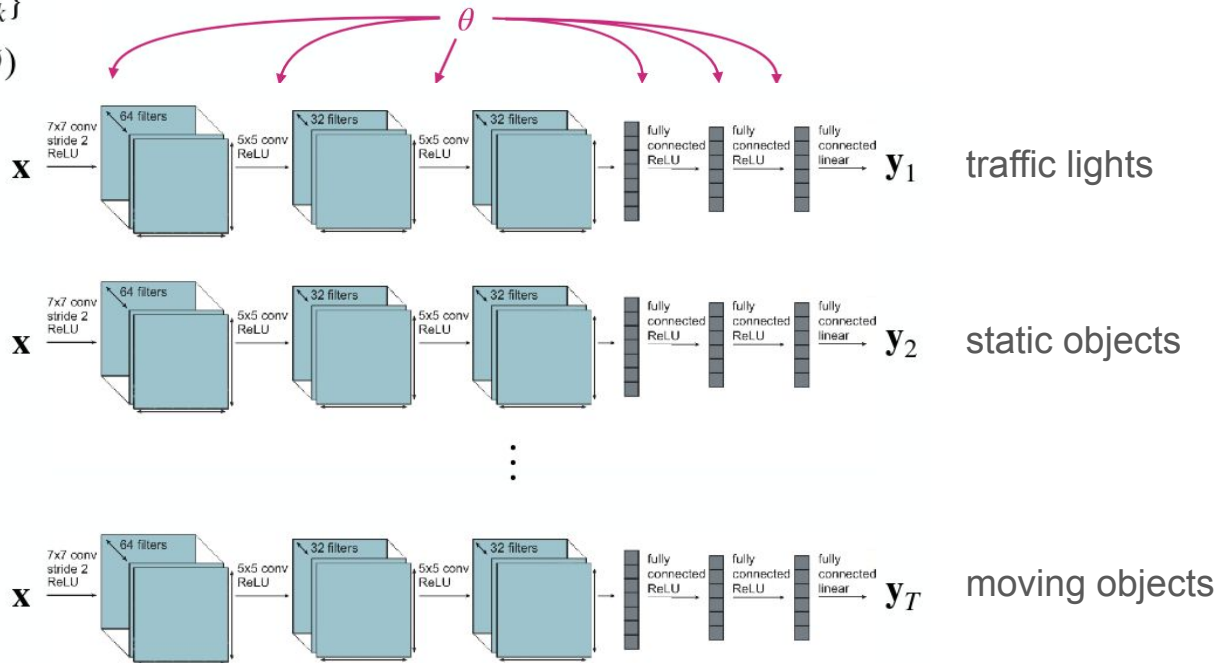 k}
)
θ
x
7x7 conv
stride 2
ReLU
64 filters
5x5 conv
ReLU
32 filters
5x5 conv
ReLU
32 filters
fully
connected
ReLU
fully
connected
ReLU
fully
connected
linear
y1
traffic lights
x
7x7 conv
stride 2
ReLU
64 filters
5x5 conv
ReLU
32 filters
5x5 conv
ReLU
32 filters
fully
connected
ReLU
fully
connected
ReLU
fully
connected
linear
y2
static objects
⋮
x
7x7 conv
stride 2
ReLU
64 filters
5x5 conv
ReLU
32 filters
5x5 conv
ReLU
32 filters
fully
connected
ReLU
fully
connected
ReLU
fully
connected
linear
yT
moving objects